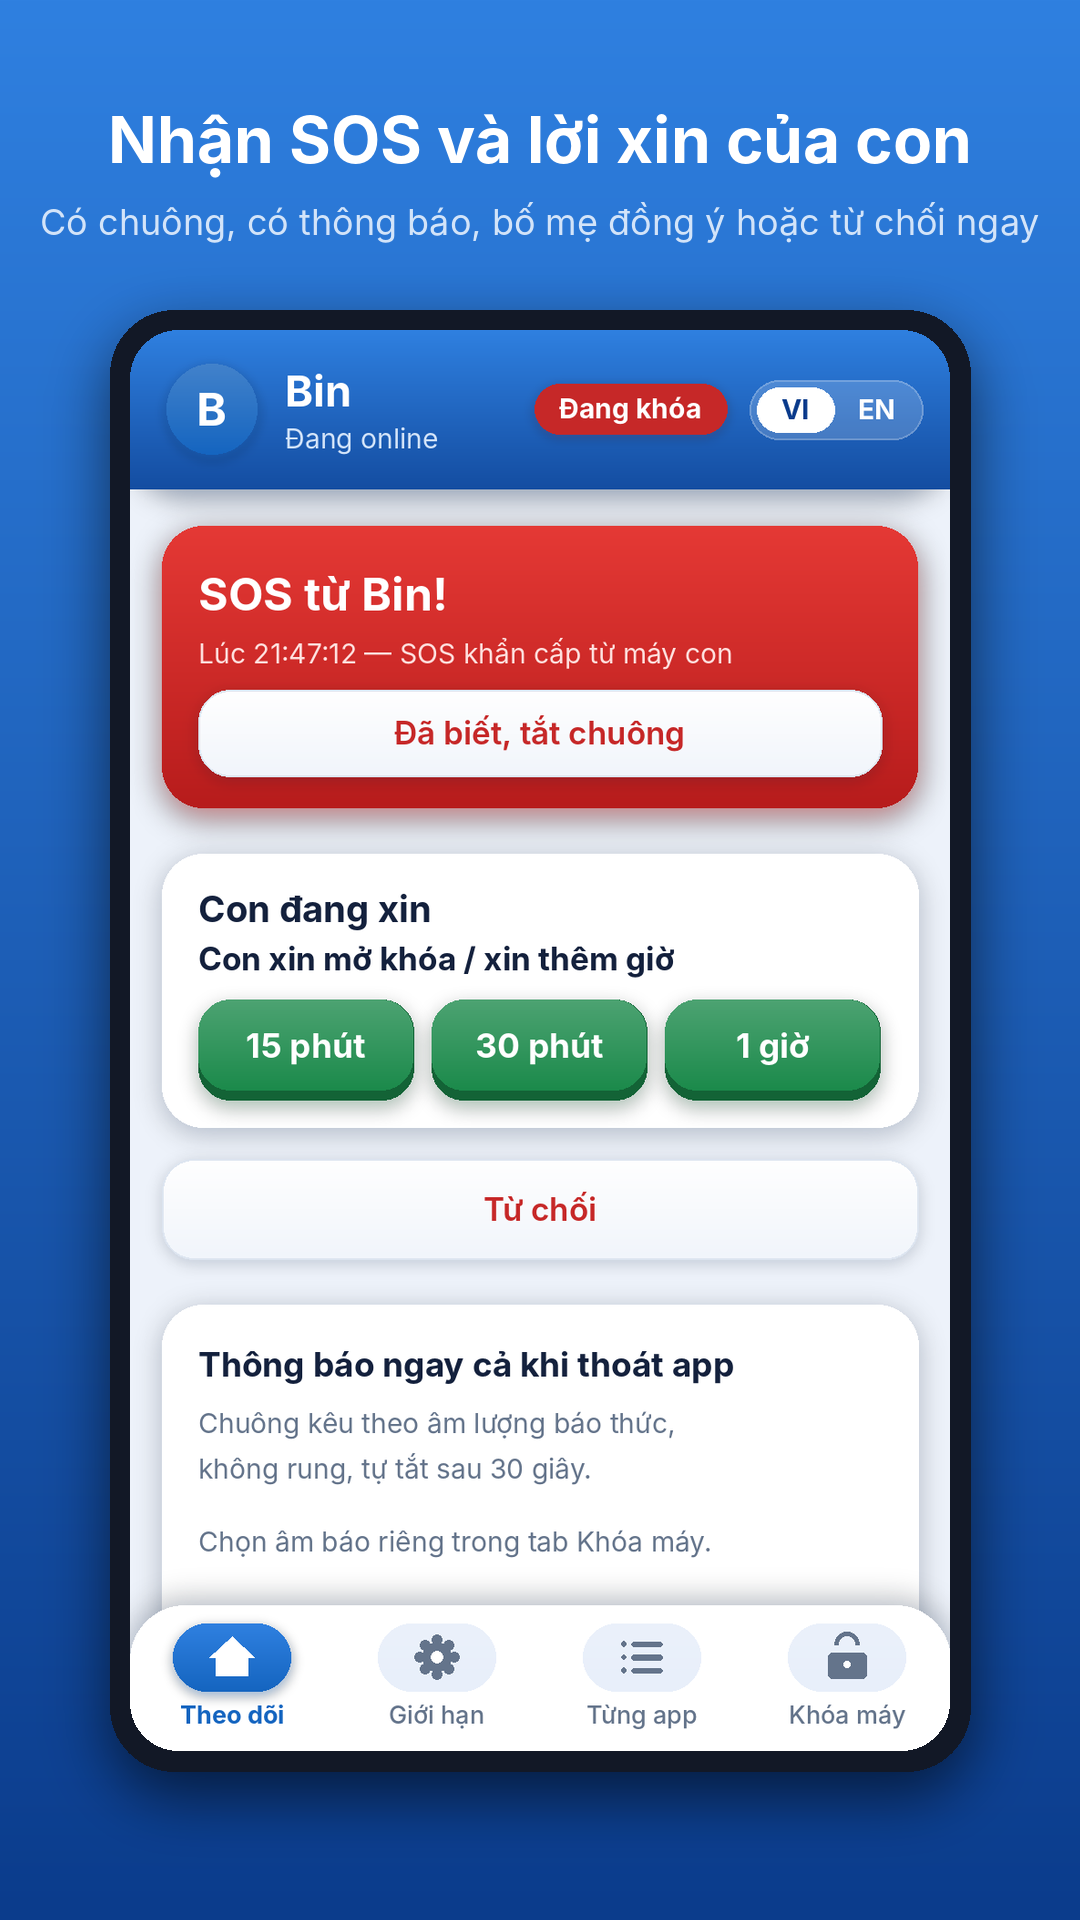 Nhận SOS và lời xin của con
Có chuông, có thông báo, bố mẹ đồng ý hoặc từ chối ngay
B
Bin
Đang online
Đang khóa
VI
EN
SOS từ Bin!
Lúc 21:47:12 — SOS khẩn cấp từ máy con
Đã biết, tắt chuông
Con đang xin
Con xin mở khóa / xin thêm giờ
15 phút
30 phút
1 giờ
Từ chối
Thông báo ngay cả khi thoát app
Chuông kêu theo âm lượng báo thức,
không rung, tự tắt sau 30 giây.
Chọn âm báo riêng trong tab Khóa máy.
Theo dõi
Giới hạn
Từng app
Khóa máy